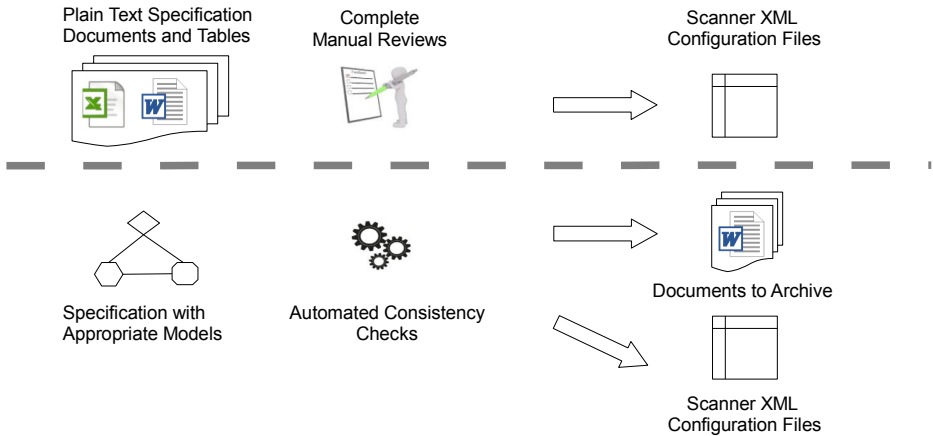 Plain Text Specification
Documents and Tables
Complete
Manual Reviews
Scanner XML
Configuration Files
X
W
W
Documents to Archive
Specification with
Appropriate Models
Automated Consistency
Checks
Scanner XML
Configuration Files